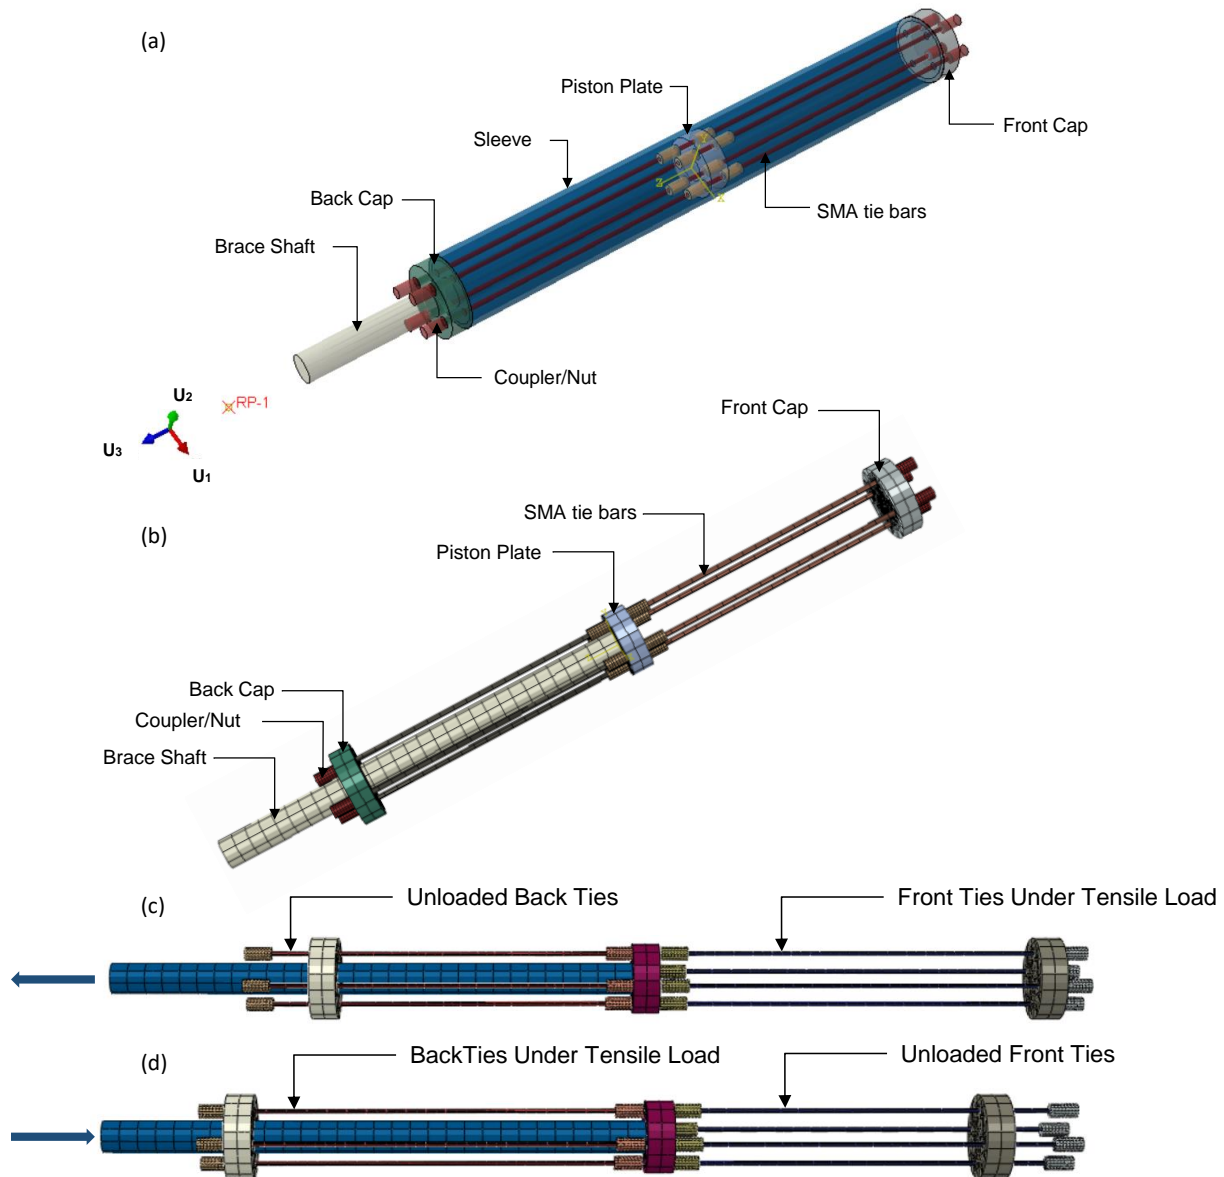 (a)
Piston Plate
Front Cap
Sleeve
SMA tie bars
Back Cap
Brace Shaft
Y
Z
X
Coupler/Nut
RP-1
U2
U3
U1
(b)
Front Cap
SMA tie bars
Piston Plate
Back Cap
Coupler/Nut
Brace Shaft
(c)
Unloaded Back Ties
Front Ties Under Tensile Load
(d)
BackTies Under Tensile Load
Unloaded Front Ties